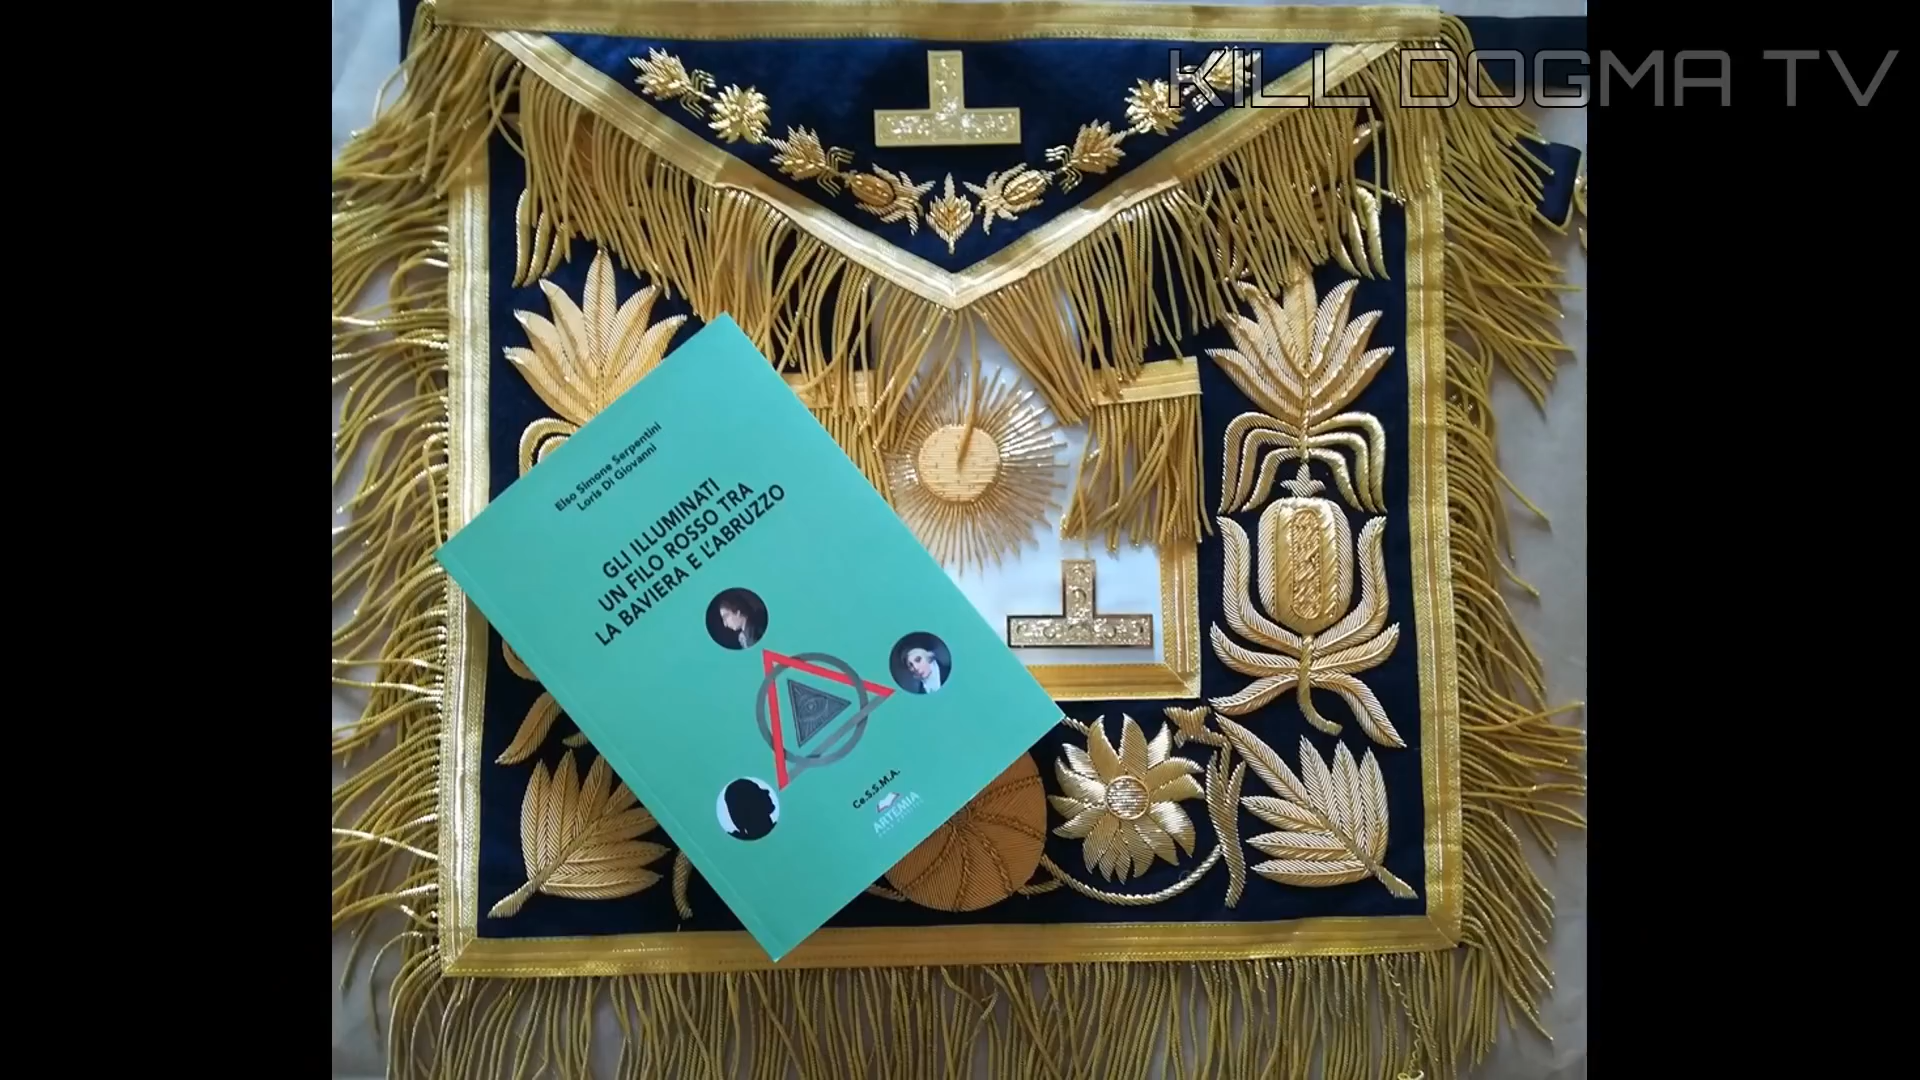 KILL DOGMA TV
Elso Simone Serpentini
Loris Di Giovanni
GLI ILLUMINATI
UN FILO ROSSO TRA
LA BAVIERA E L'ABRUZZO
Ce.S.S.M.A.
ARTEMIA